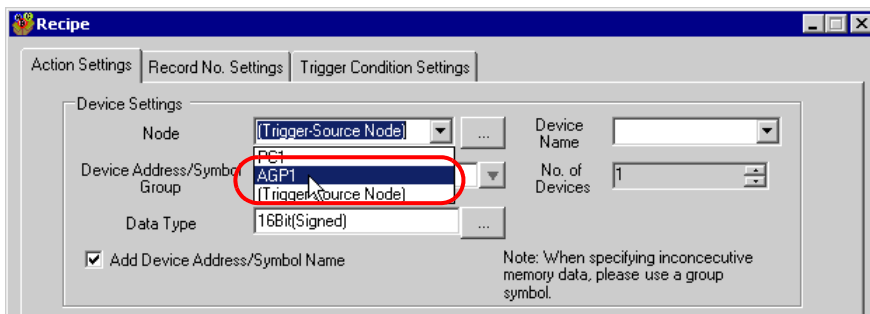 Recipe
Action Settings
Record No. Settings
Trigger Condition Settings
Device Settings
Node
(Trigger-Source Node)
...
Device Name
PC1
AGP1
(Trigger-Source Node)
Device Address/Symbol
Group
No. of
Devices
1
Data Type
16Bit(Signed)
...
Add Device Address/Symbol Name
Note: When specifying inconcecutive
memory data, please use a group
symbol.